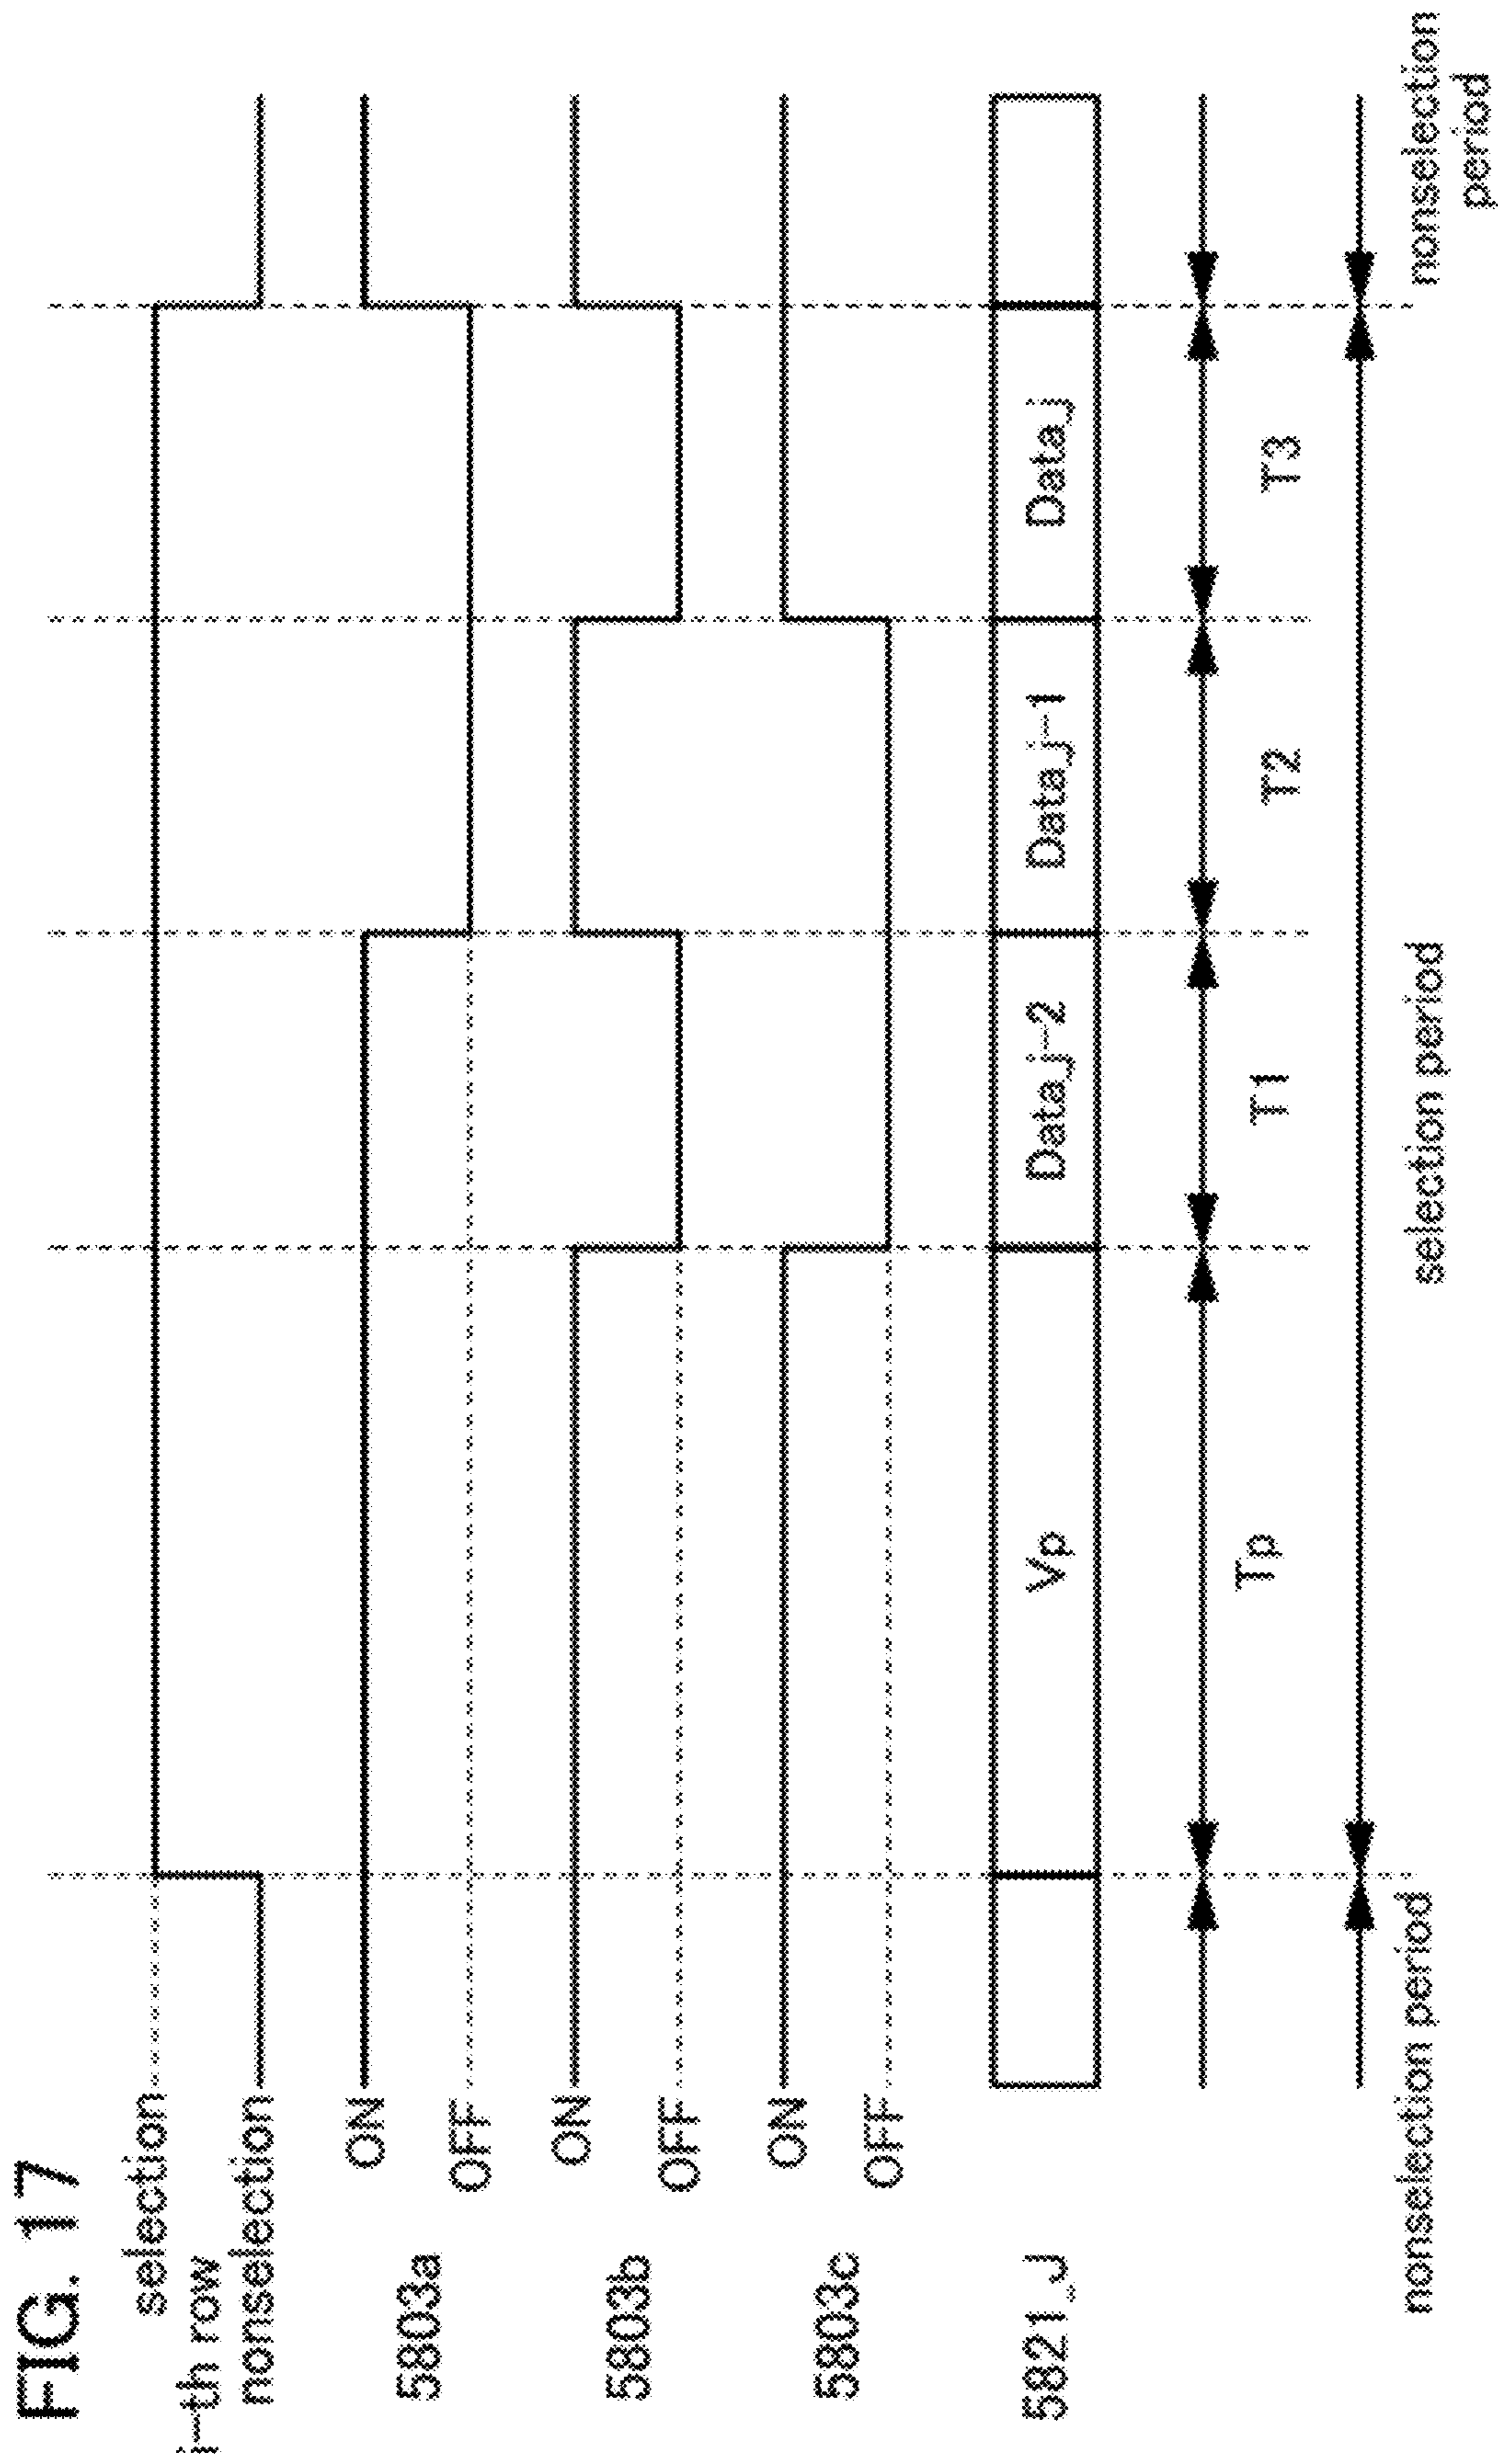 FIG. 17
selection
i-th row
nonselection
ON
5803a
OFF
ON
5803b
OFF
ON
5803c
OFF
5821_J
Vp
Data_j-2
Data_j-1
Data_j
Tp
T1
T2
T3
nonselection period
selection period
nonselection
period